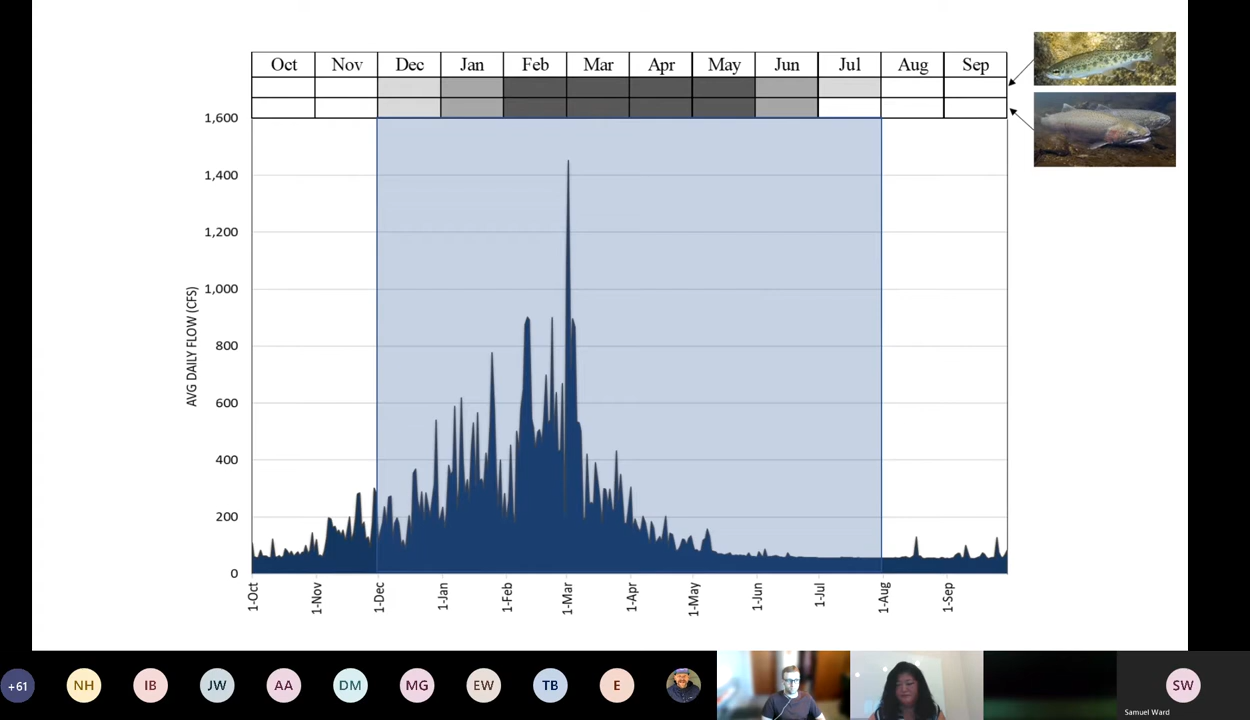 Oct Nov Dec Jan Feb Mar Apr May Jun Jul Aug Sep
1,600
1,400
1,200
1,000
800
600
400
200
0
AVG DAILY FLOW (CFS)
1-Oct 1-Nov 1-Dec 1-Jan 1-Feb 1-Mar 1-Apr 1-May 1-Jun 1-Jul 1-Aug 1-Sep
+61 NH IB JW AA DM MG EW TB E SW
Samuel Ward